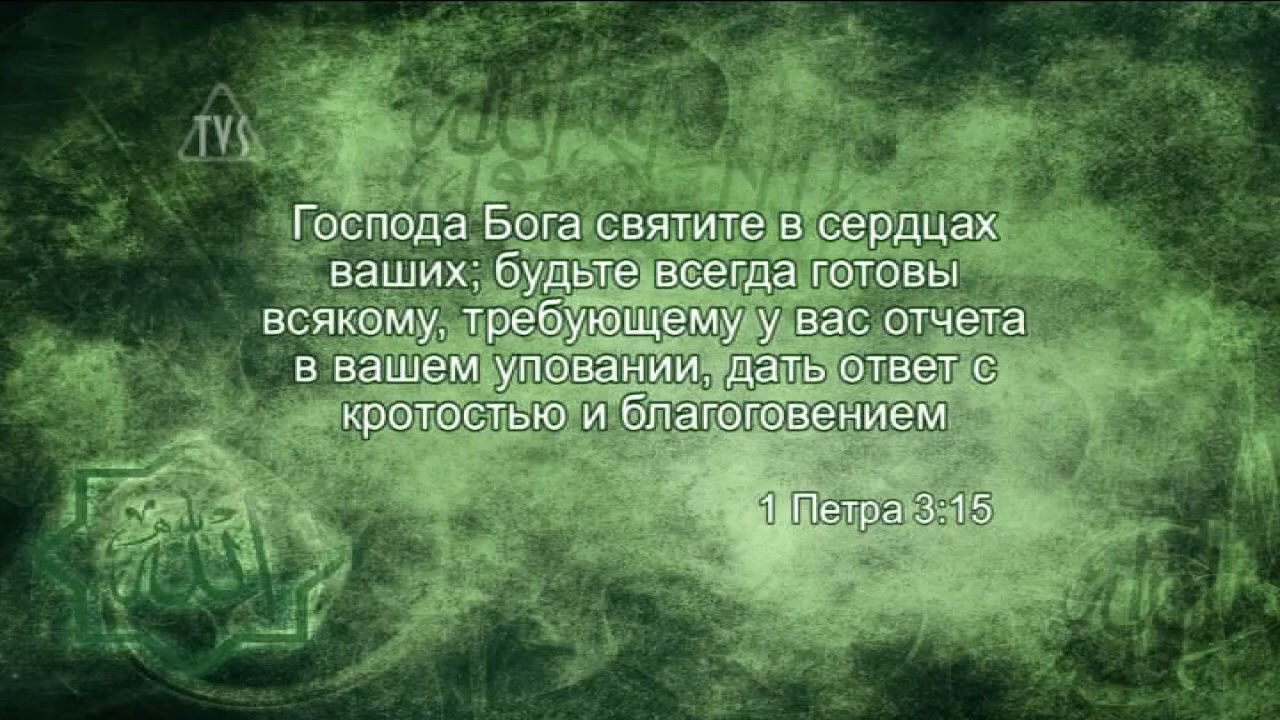 TVS
Господа Бога святите в сердцах
ваших; будьте всегда готовы
всякому, требующему у вас отчета
в вашем уповании, дать ответ с
кротостью и благоговением
1 Петра 3:15
الله